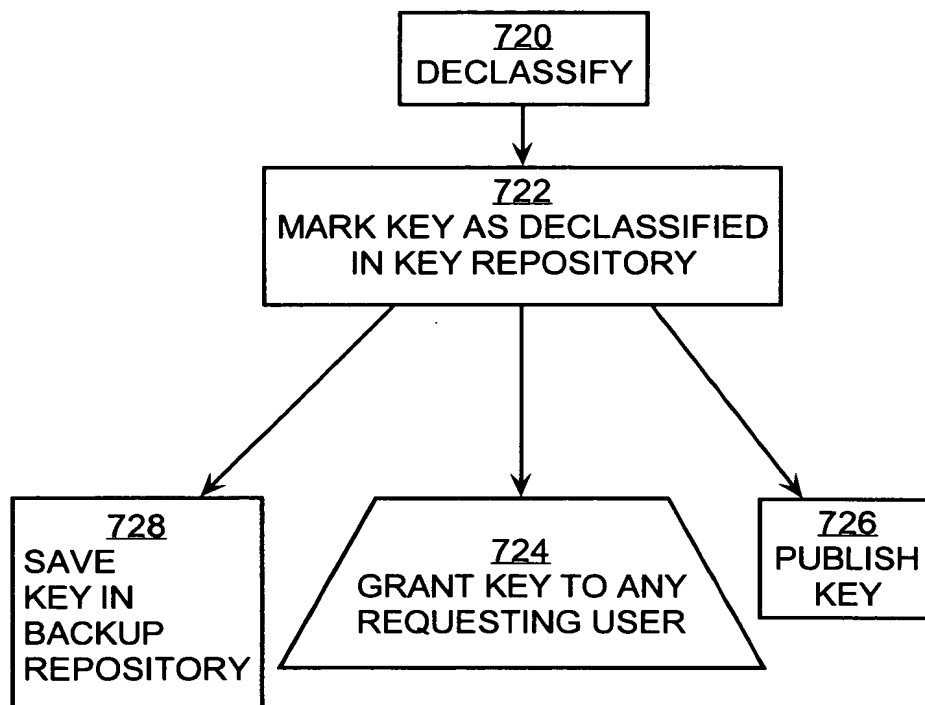 720
DECLASSIFY
722
MARK KEY AS DECLASSIFIED
IN KEY REPOSITORY
728
SAVE
KEY IN
BACKUP
REPOSITORY
724
GRANT KEY TO ANY
REQUESTING USER
726
PUBLISH
KEY